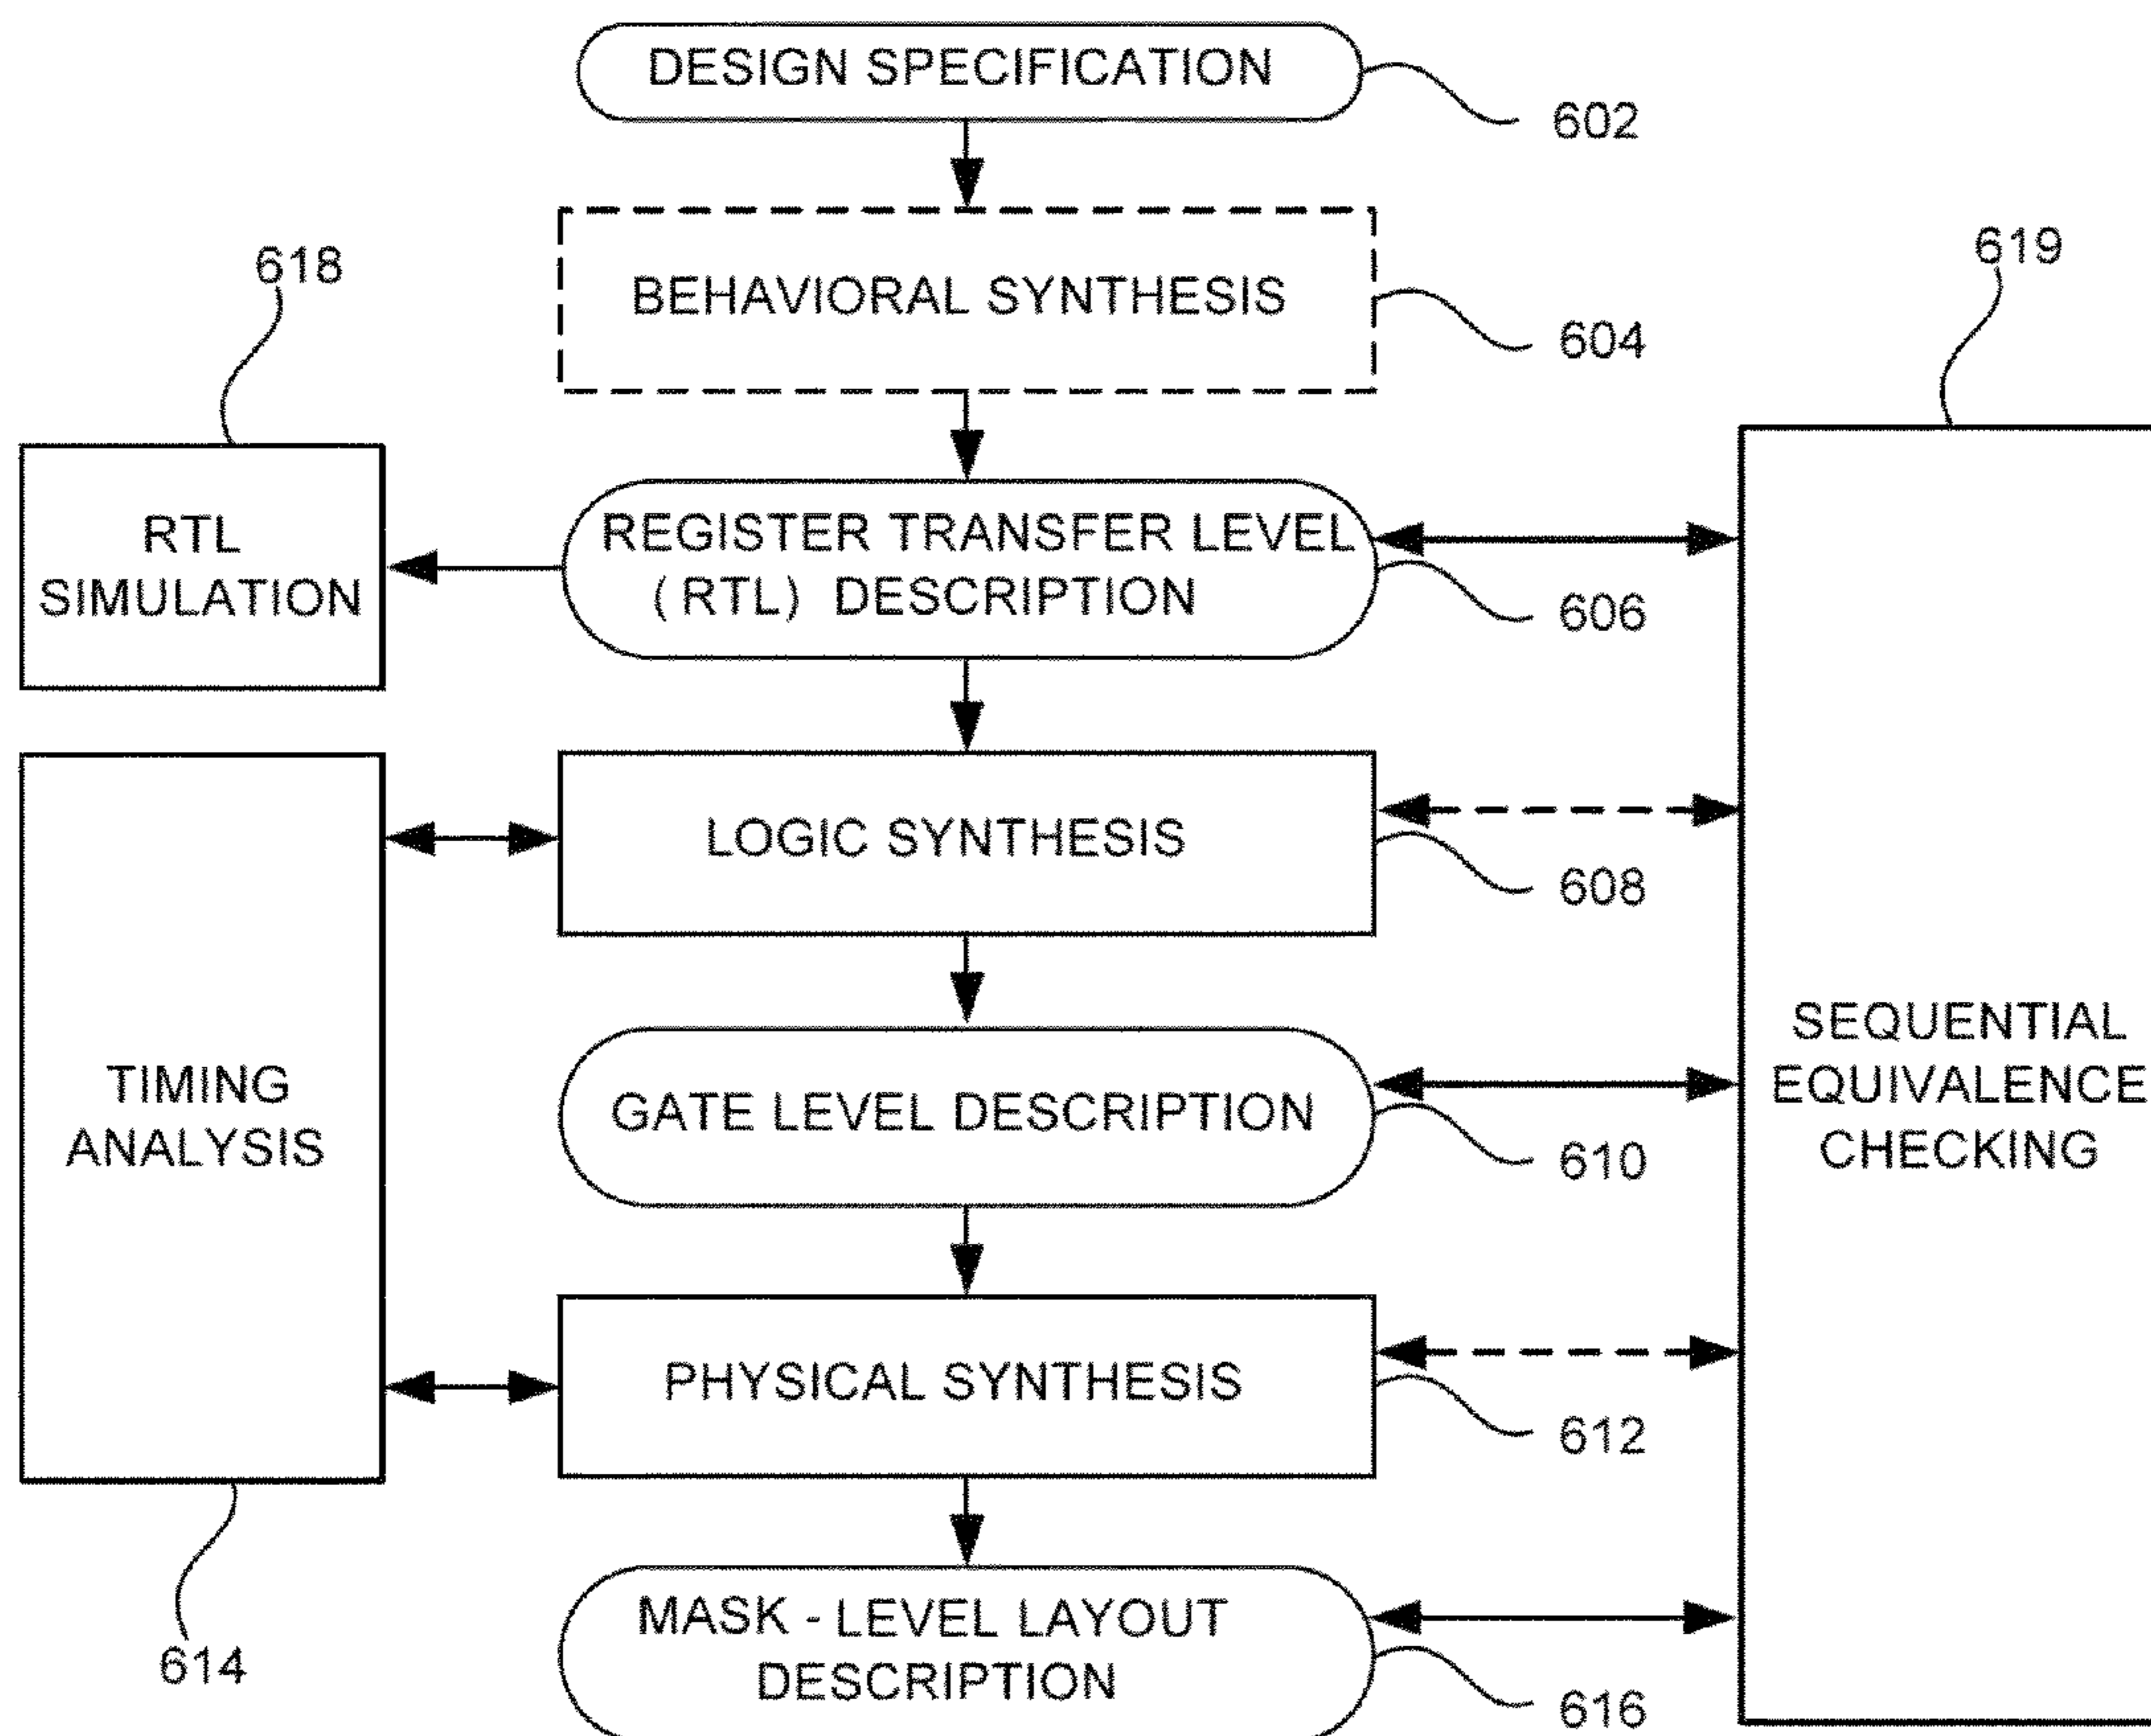 DESIGN SPECIFICATION
602
BEHAVIORAL SYNTHESIS
604
618
619
RTL
SIMULATION
REGISTER TRANSFER LEVEL
( RTL) DESCRIPTION
606
LOGIC SYNTHESIS
608
TIMING
ANALYSIS
GATE LEVEL DESCRIPTION
610
SEQUENTIAL
EQUIVALENCE
CHECKING
PHYSICAL SYNTHESIS
612
614
MASK - LEVEL LAYOUT
DESCRIPTION
616